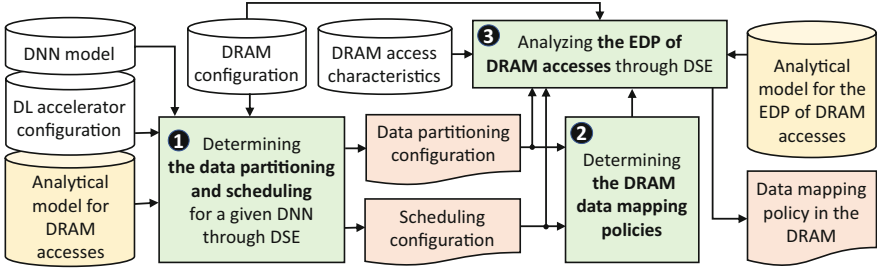 DNN model
DL accelerator
configuration
Analytical
model for
DRAM
accesses
DRAM
configuration
DRAM access
characteristics
❶ Determining
the data partitioning
and scheduling
for a given DNN
through DSE
Data partitioning
configuration
Scheduling
configuration
❸ Analyzing the EDP of
DRAM accesses through DSE
❷
Determining
the DRAM
data mapping
policies
Analytical
model for the
EDP of DRAM
accesses
Data mapping
policy in the
DRAM